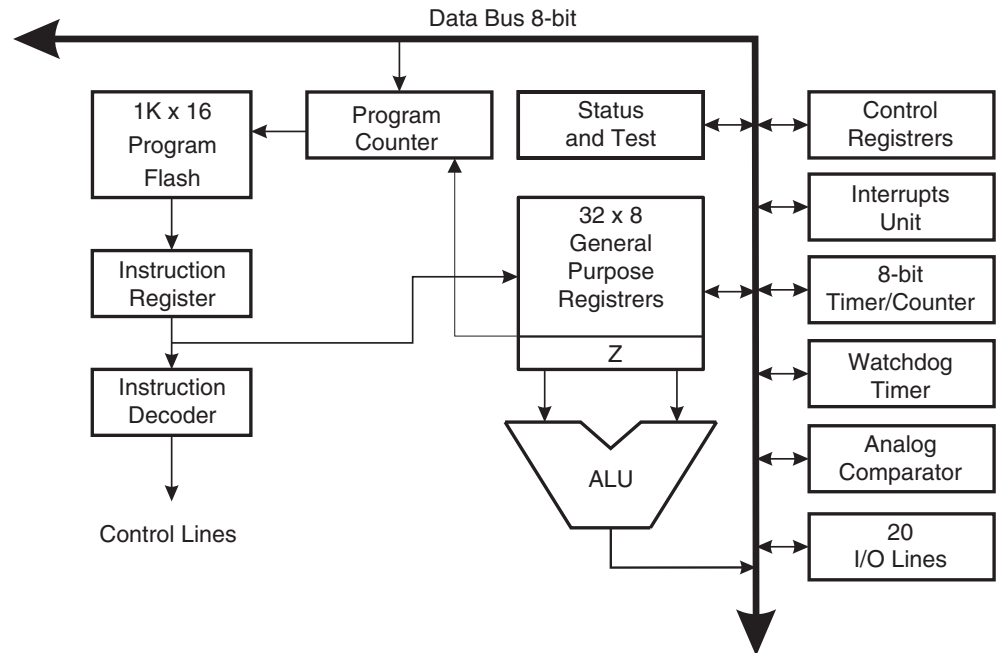 Data Bus 8-bit
1K x 16
Program
Flash
Program
Counter
Status
and Test
Control
Registrers
Interrupts
Unit
32 x 8
General
Purpose
Registrers
Instruction
Register
8-bit
Timer/Counter
Z
Watchdog
Timer
Instruction
Decoder
ALU
Analog
Comparator
Control Lines
20
I/O Lines